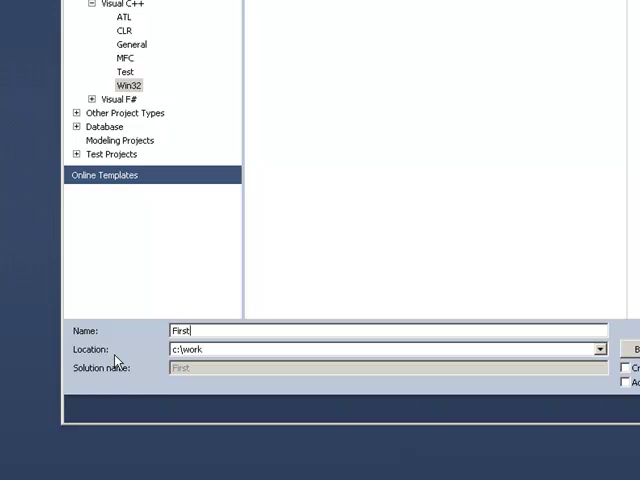 Visual C++
ATL
CLR
General
MFC
Test
Win32
Visual F#
Other Project Types
Database
Modeling Projects
Test Projects
Online Templates
Name: First
Location: c:\work
Solution name: First